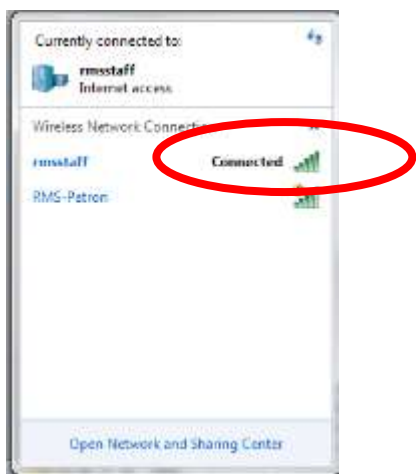 Currently connected to:
rmsstaff
Internet access
Wireless Network Connection
rmsstaff Connected
RMS-Patron
Open Network and Sharing Center